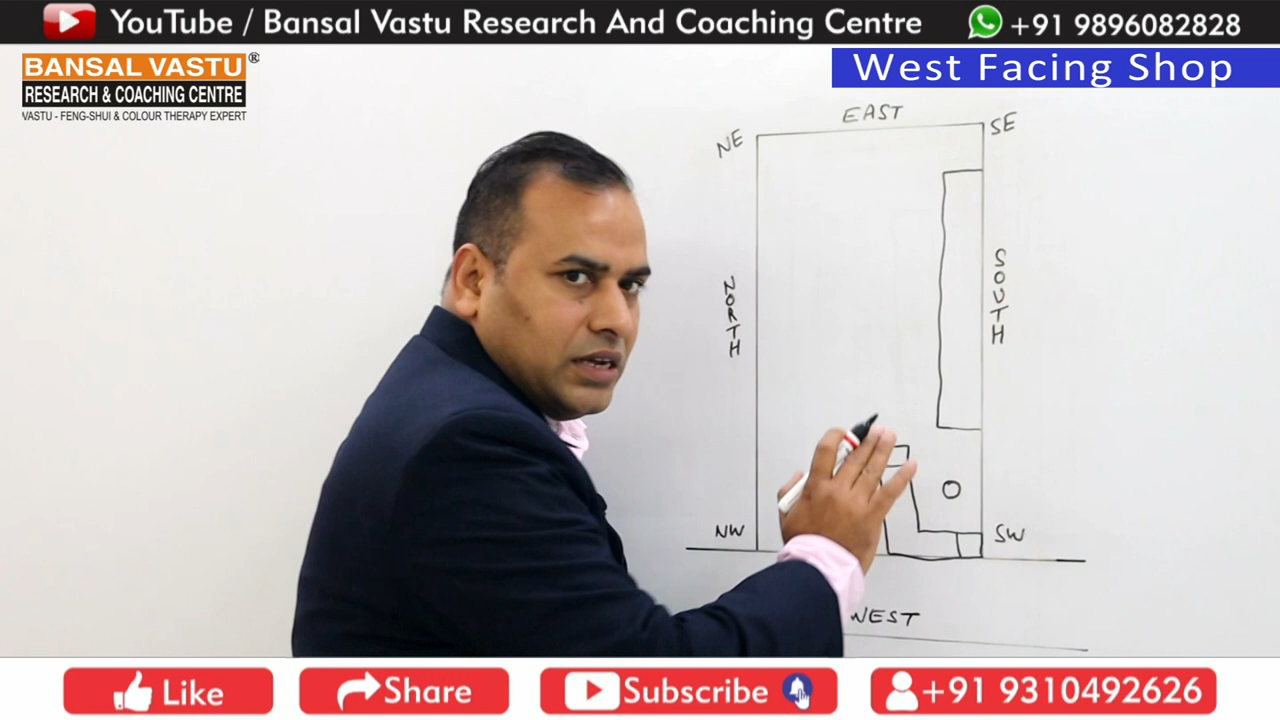 YouTube / Bansal Vastu Research And Coaching Centre
+91 9896082828
BANSAL VASTU®
RESEARCH & COACHING CENTRE
VASTU - FENG-SHUI & COLOUR THERAPY EXPERT
West Facing Shop
EAST
NE
SE
NORTH
SOUTH
NW
SW
WEST
Like
Share
Subscribe
+91 9310492626